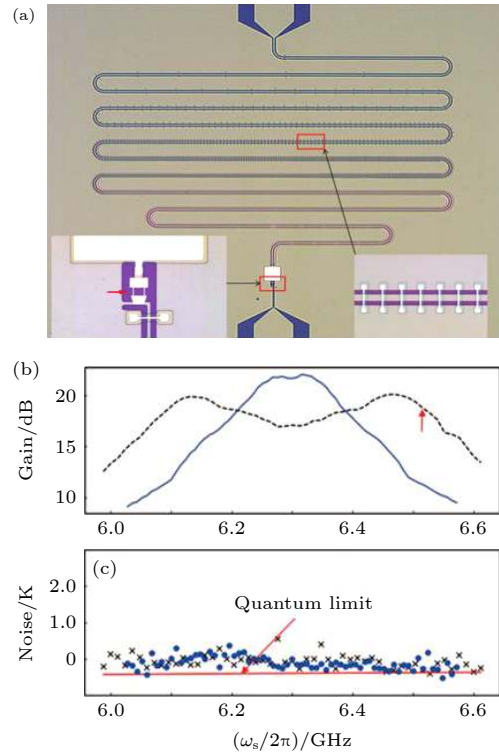 (a)
(b)
Gain/dB
20
15
10
6.0 6.2 6.4 6.6
(c)
Noise/K
2.0
1.0
0
Quantum limit
6.0 6.2 6.4 6.6
(ωs/2π)/GHz